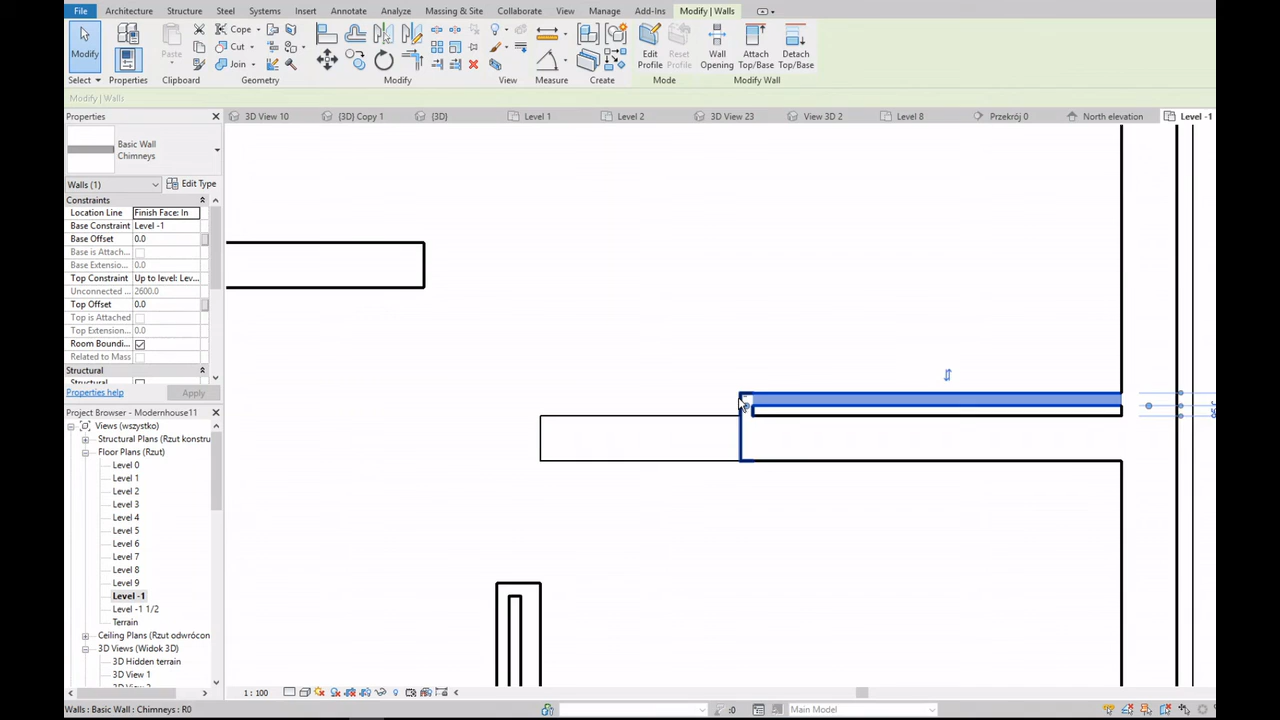 File Architecture Structure Steel Systems Insert Annotate Analyze Massing & Site Collaborate View Manage Add-Ins Modify | Walls
Modify Paste Cope Cut Join Edit Profile Reset Profile Wall Opening Attach Top/Base Detach Top/Base
Select Properties Clipboard Geometry Modify View Measure Create Mode Modify Wall
Modify | Walls
Properties
3D View 10 {3D} Copy 1 {3D} Level 1 Level 2 3D View 23 View 3D 2 Level 8 Przekrój 0 North elevation Level -1
Basic Wall
Chimneys
Walls (1) Edit Type
Constraints
Location Line Finish Face: In
Base Constraint Level -1
Base Offset 0.0
Base is Attach...
Base Extensio... 0.0
Top Constraint Up to level: Lev...
Unconnected ... 2600.0
Top Offset 0.0
Top is Attached
Top Extension... 0.0
Room Boundi...
Related to Mass
Structural
Properties help Apply
Project Browser - Modernhouse11
Views (wszystko)
Structural Plans (Rzut konstr
Floor Plans (Rzut)
Level 0
Level 1
Level 2
Level 3
Level 4
Level 5
Level 6
Level 7
Level 8
Level 9
Level -1
Level -1 1/2
Terrain
Ceiling Plans (Rzut odwrócon
3D Views (Widok 3D)
3D Hidden terrain
3D View 1
1 : 100
Walls : Basic Wall : Chimneys : R0 :0 Main Model